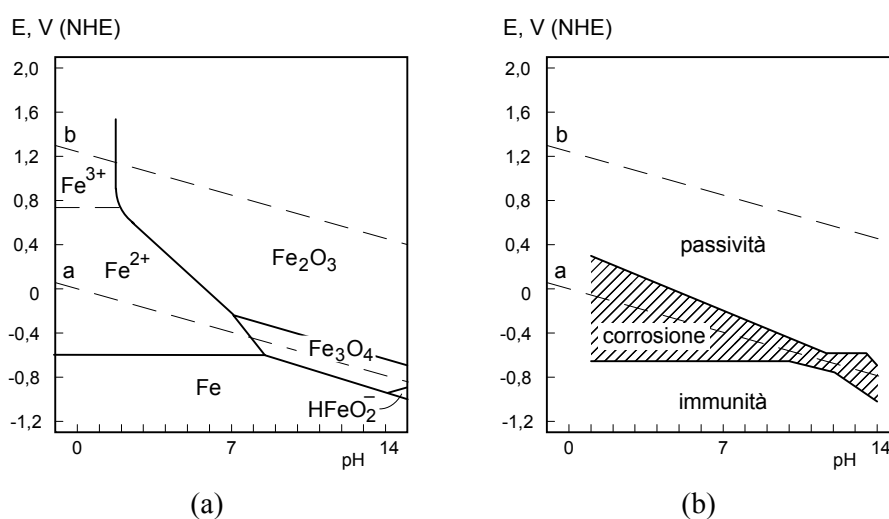 E, V (NHE)
2,0
1,6
b
1,2
Fe3+
0,8
0,4
Fe2O3
Fe2+
a
0
-0,4
Fe3O4
-0,8
Fe
HFeO2−
-1,2
0 7 14
pH
(a)
E, V (NHE)
2,0
1,6
b
1,2
0,8
0,4
passività
a
0
-0,4
corrosione
-0,8
immunità
-1,2
0 7 14
pH
(b)